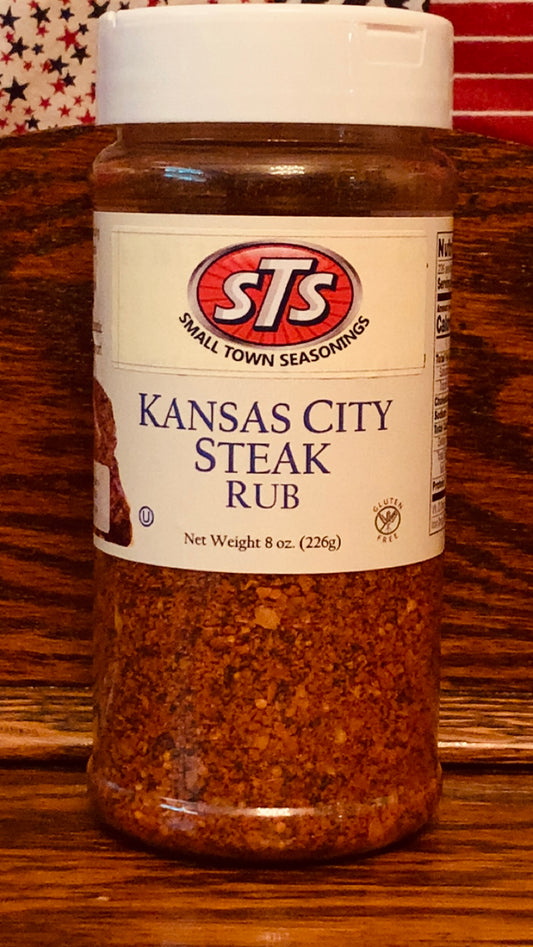 STS
SMALL TOWN SEASONINGS
KANSAS CITY
STEAK
RUB
U
GLUTEN
FREE
Net Weight 8 oz. (226g)